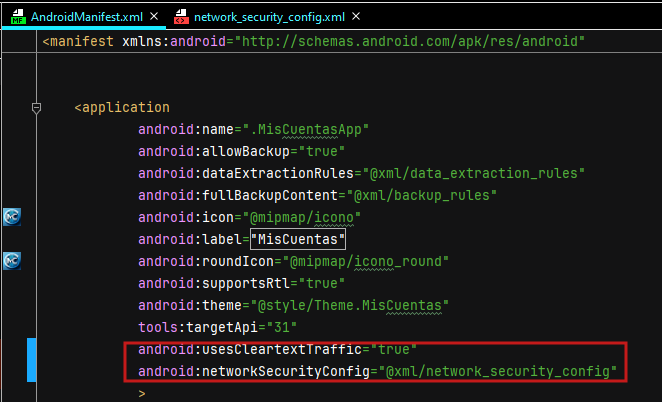 AndroidManifest.xml network_security_config.xml
<manifest xmlns:android="http://schemas.android.com/apk/res/android"
<application
android:name=".MisCuentasApp"
android:allowBackup="true"
android:dataExtractionRules="@xml/data_extraction_rules"
android:fullBackupContent="@xml/backup_rules"
android:icon="@mipmap/icono"
android:label="MisCuentas"
android:roundIcon="@mipmap/icono_round"
android:supportsRtl="true"
android:theme="@style/Theme.MisCuentas"
tools:targetApi="31"
android:usesCleartextTraffic="true"
android:networkSecurityConfig="@xml/network_security_config"
>